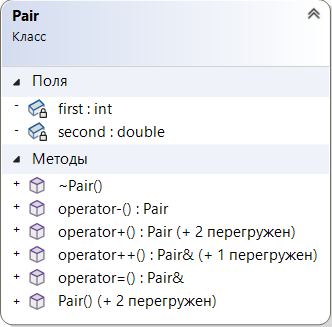 Pair
Класс
Поля
- first : int
- second : double
Методы
+ ~Pair()
+ operator-() : Pair
+ operator+() : Pair (+ 2 перегружен)
+ operator++() : Pair& (+ 1 перегружен)
+ operator=() : Pair&
+ Pair() (+ 2 перегружен)